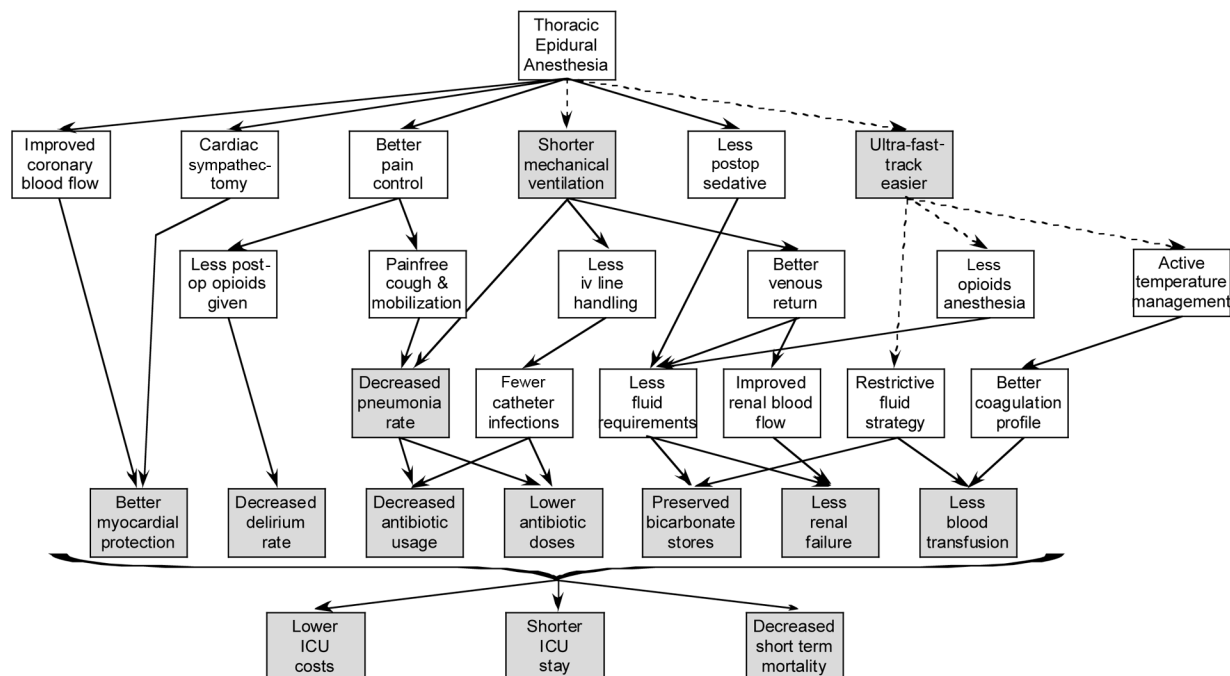 Thoracic
Epidural
Anesthesia
Improved
coronary
blood flow
Cardiac
sympathec-
tomy
Better
pain
control
Shorter
mechanical
ventilation
Less
postop
sedative
Ultra-fast-
track
easier
Less post-
op opioids
given
Painfree
cough &
mobilization
Less
iv line
handling
Better
venous
return
Less
opioids
anesthesia
Active
temperature
management
Decreased
pneumonia
rate
Fewer
catheter
infections
Less
fluid
requirements
Improved
renal blood
flow
Restrictive
fluid
strategy
Better
coagulation
profile
Better
myocardial
protection
Decreased
delirium
rate
Decreased
antibiotic
usage
Lower
antibiotic
doses
Preserved
bicarbonate
stores
Less
renal
failure
Less
blood
transfusion
Lower
ICU
costs
Shorter
ICU
stay
Decreased
short term
mortality